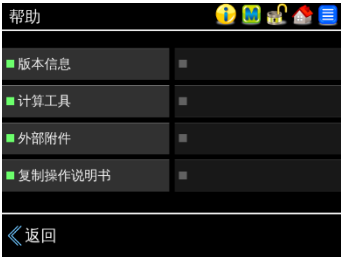 帮助
版本信息
计算工具
外部附件
复制操作说明书
返回